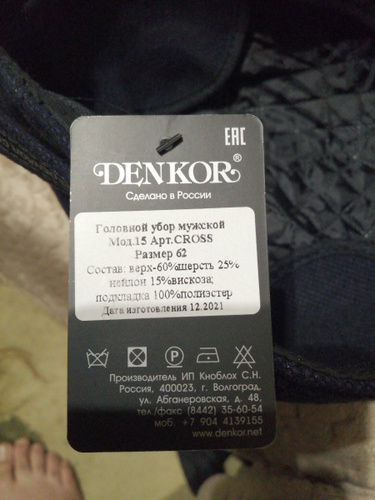 EAC
DENKOR®
Сделано в России
Головной убор мужской
Мод.15 Арт.CROSS
Размер 62
Состав: верх-60%шерсть 25%
нейлон 15%вискоза;
подкладка 100%полиэстер
Дата изготовления 12.2021
P
Производитель ИП Кноблох С.Н.
Россия, 400023, г. Волгоград,
ул. Абганеровская, д. 48,
тел./факс (8442) 35-60-54
моб. +7 904 4139155
www.denkor.net